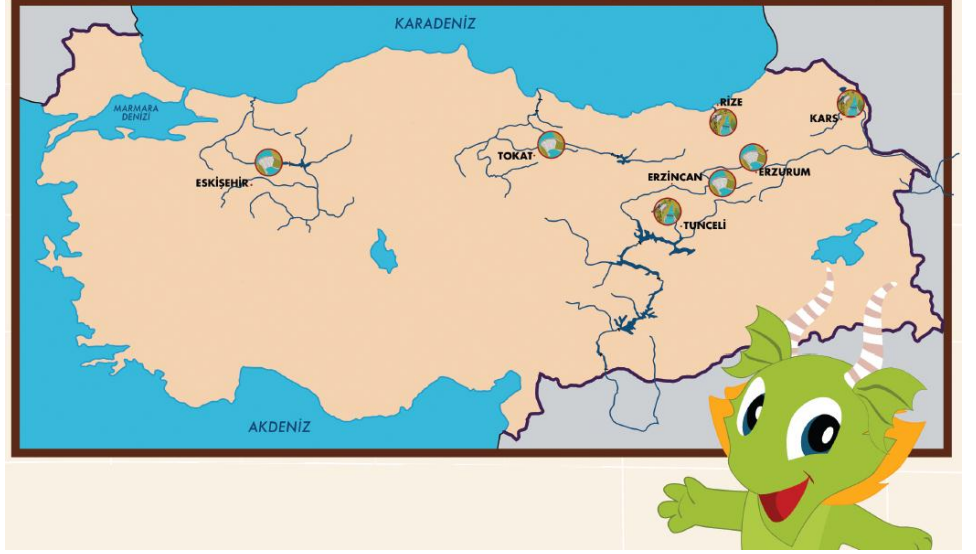 KARADENİZ
MARMARA
DENİZİ
RİZE
KARS
TOKAT
ERZİNCAN
ERZURUM
ESKİŞEHİR
TUNCELİ
AKDENİZ